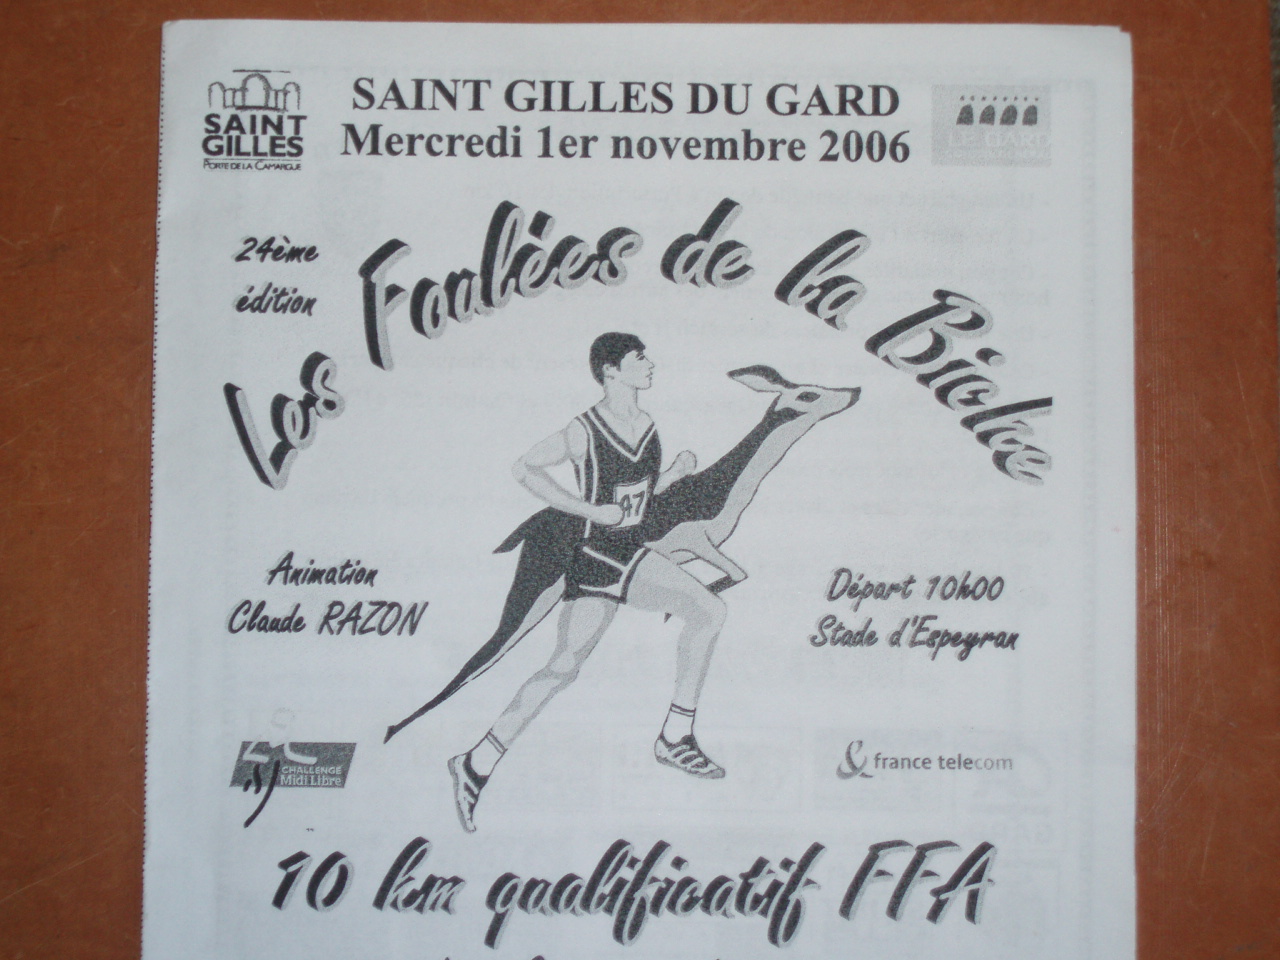 SAINT GILLES DU GARD
Mercredi 1er novembre 2006
SAINT
GILLES
PORTE DE LA CAMARGUE
LE GARD
24ème
édition
Les Foulées de la Biche
47
Animation
Claude RAZON
Départ 10h00
Stade d'Espeyran
CHALLENGE
Midi Libre
france telecom
10 km qualificatif FFA